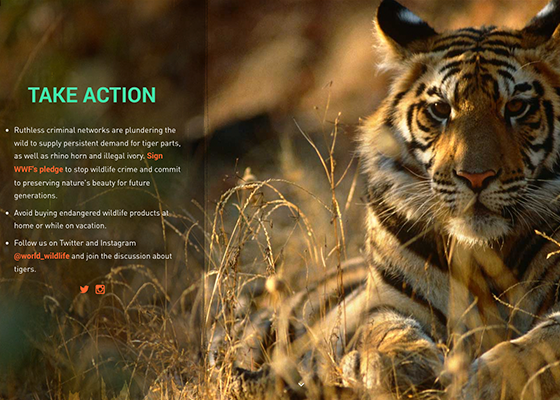 TAKE ACTION
Ruthless criminal networks are plundering the
wild to supply persistent demand for tiger parts,
as well as rhino horn and illegal ivory. Sign
WWF's pledge to stop wildlife crime and commit
to preserving nature's beauty for future
generations.
Avoid buying endangered wildlife products at
home or while on vacation.
Follow us on Twitter and Instagram
@world_wildlife and join the discussion about
tigers.